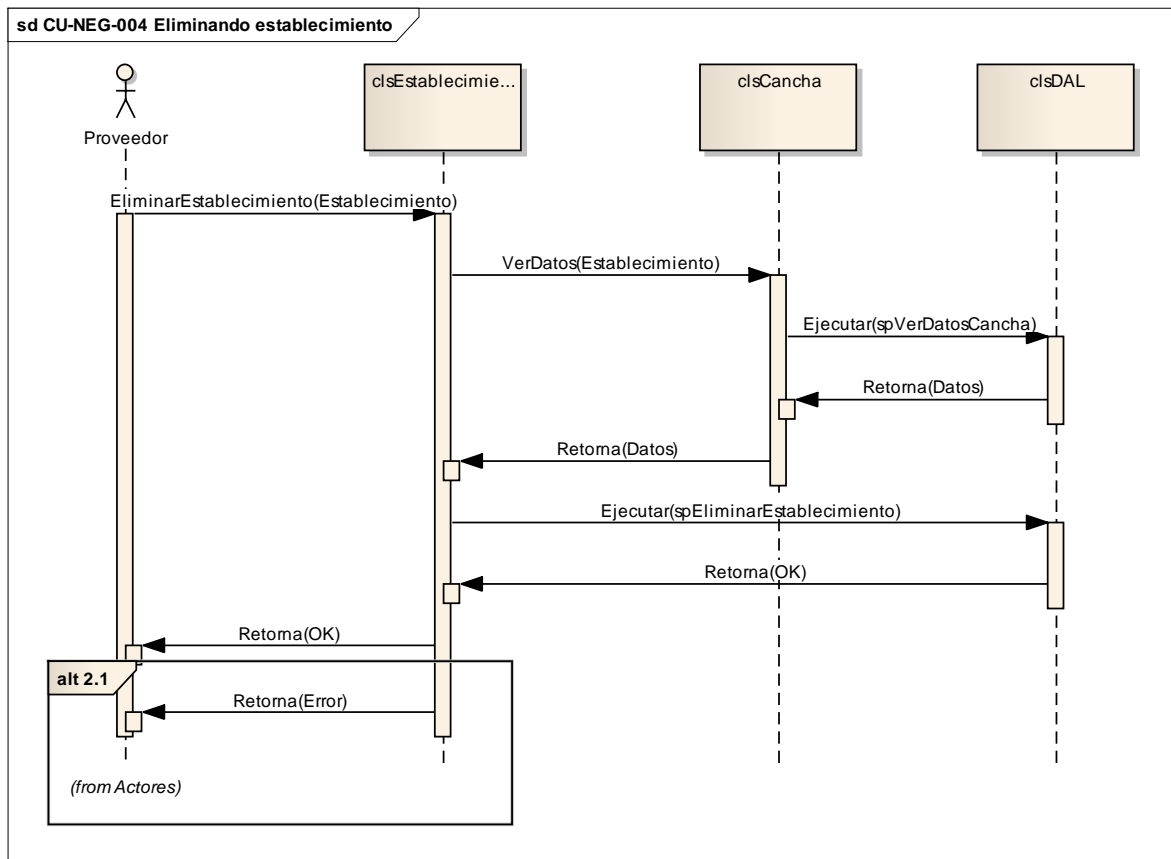 sd CU-NEG-004 Eliminando establecimiento
Proveedor
clsEstablecimie...
clsCancha
clsDAL
EliminarEstablecimiento(Establecimiento)
VerDatos(Establecimiento)
Ejecutar(spVerDatosCancha)
Retorna(Datos)
Retorna(Datos)
Ejecutar(spEliminarEstablecimiento)
Retorna(OK)
Retorna(OK)
alt 2.1
Retorna(Error)
(from Actores)